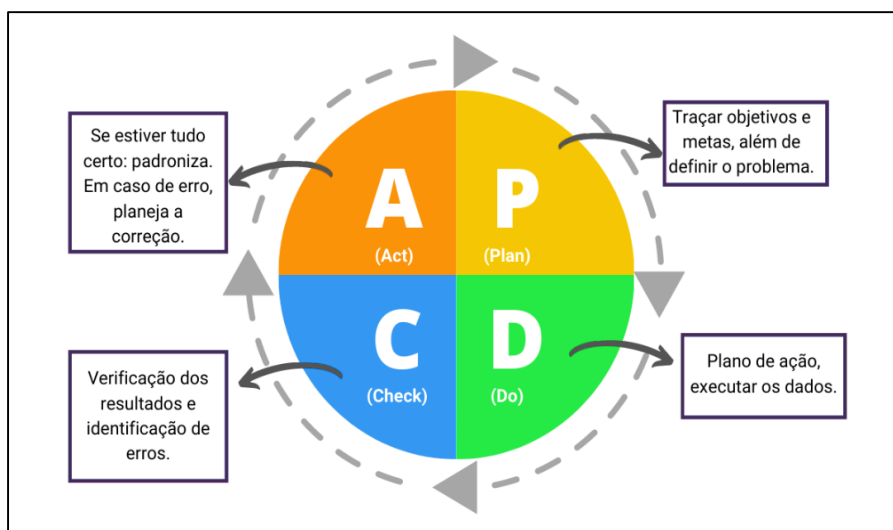 Se estiver tudo
certo: padroniza.
Em caso de erro,
planeja a
correção.
Traçar objetivos e
metas, além de
definir o problema.
A
(Act)
P
(Plan)
C
(Check)
D
(Do)
Verificação dos
resultados e
identificação de
erros.
Plano de ação,
executar os dados.